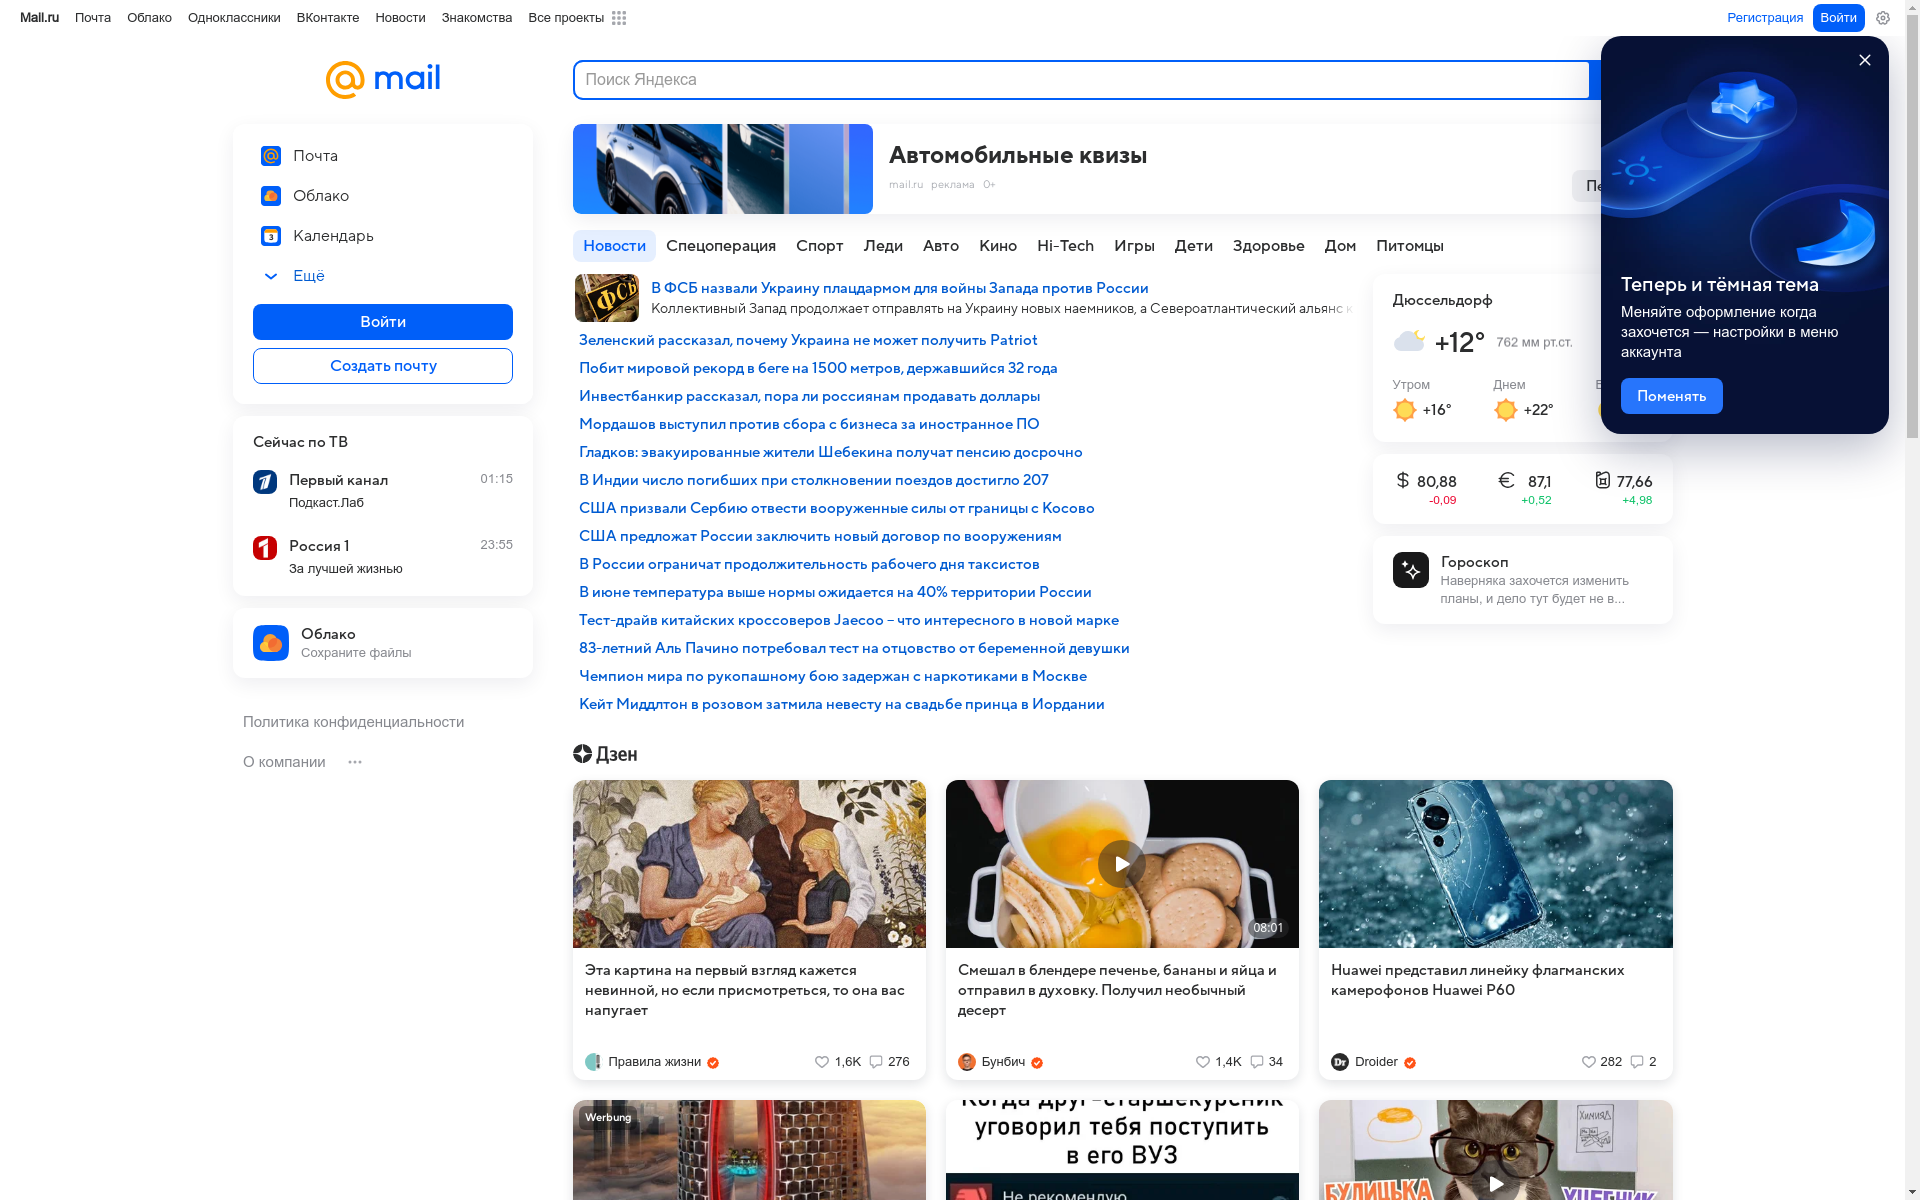 Mail.ru Почта Облако Одноклассники ВКонтакте Новости Знакомства Все проекты
Регистрация Войти
mail
Поиск Яндекса
Почта
Облако
3 Календарь
Ещё
Войти
Создать почту
Сейчас по ТВ
Первый канал 01:15
Подкаст.Лаб
Россия 1 23:55
За лучшей жизнью
Облако
Сохраните файлы
Политика конфиденциальности
О компании
Автомобильные квизы
mail.ru реклама 0+
Новости Спецоперация Спорт Леди Авто Кино Hi-Tech Игры Дети Здоровье Дом Питомцы
ФСБ
В ФСБ назвали Украину плацдармом для войны Запада против России
Коллективный Запад продолжает отправлять на Украину новых наемников, а Североатлантический альянс
Зеленский рассказал, почему Украина не может получить Patriot
Побит мировой рекорд в беге на 1500 метров, державшийся 32 года
Инвестбанкир рассказал, пора ли россиянам продавать доллары
Мордашов выступил против сбора с бизнеса за иностранное ПО
Гладков: эвакуированные жители Шебекина получат пенсию досрочно
В Индии число погибших при столкновении поездов достигло 207
США призвали Сербию отвести вооруженные силы от границы с Косово
США предложат России заключить новый договор по вооружениям
В России ограничат продолжительность рабочего дня таксистов
В июне температура выше нормы ожидается на 40% территории России
Тест-драйв китайских кроссоверов Jaecoo – что интересного в новой марке
83-летний Аль Пачино потребовал тест на отцовство от беременной девушки
Чемпион мира по рукопашному бою задержан с наркотиками в Москве
Кейт Миддлтон в розовом затмила невесту на свадьбе принца в Иордании
Дюссельдорф
+12° 762 мм рт.ст.
Утром Днем
+16° +22°
$ 80,88 € 87,1 77,66
-0,09 +0,52 +4,98
Гороскоп
Наверняка захочется изменить
планы, и дело тут будет не в...
Теперь и тёмная тема
Меняйте оформление когда
захочется — настройки в меню
аккаунта
Поменять
Дзен
08:01
Эта картина на первый взгляд кажется
невинной, но если присмотреться, то она вас
напугает
Правила жизни 1,6K 276
Смешал в блендере печенье, бананы и яйца и
отправил в духовку. Получил необычный
десерт
Бунбич 1,4K 34
Huawei представил линейку флагманских
камерофонов Huawei P60
Dr Droider 282 2
Werbung
Когда друг-старшекурсник
уговорил тебя поступить
в его ВУЗ
Не рекомендую
ХИМИЯ
БУЛИЦЬКА
УЧЕБНИК